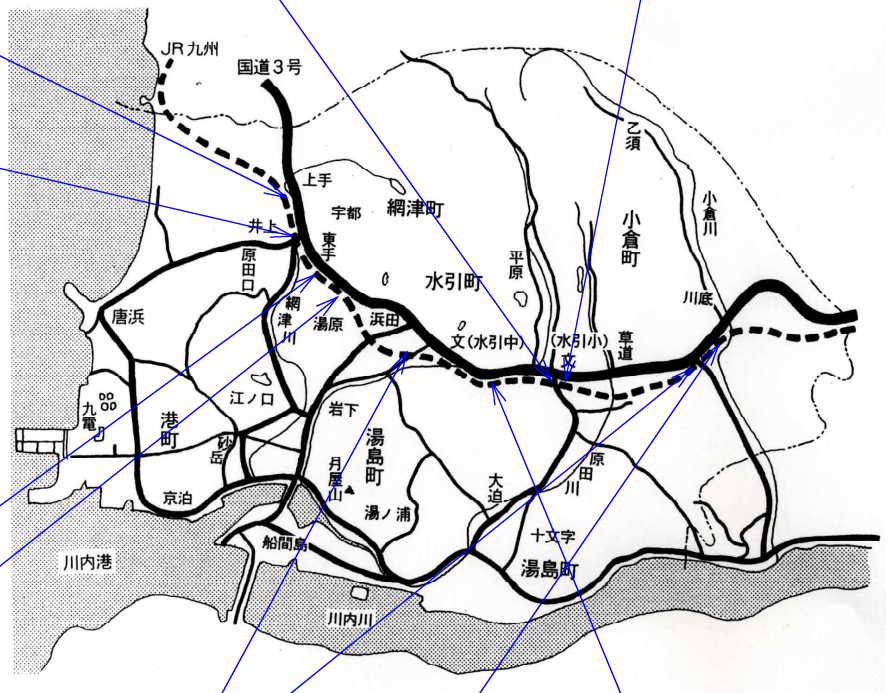 JR九州
国道3号
上手
宇都
網津町
乙須
小倉川
小倉町
井上
東手
原田口
平原
水引町
川底
網津川
湯原
浜田
唐浜
文(水引中)
(水引小)
文
草道
九電
港町
江ノ口
岩下
砂岳
湯島町
月屋山
湯ノ浦
大迫
原田川
京泊
十文字
船間島
湯島町
川内港
川内川